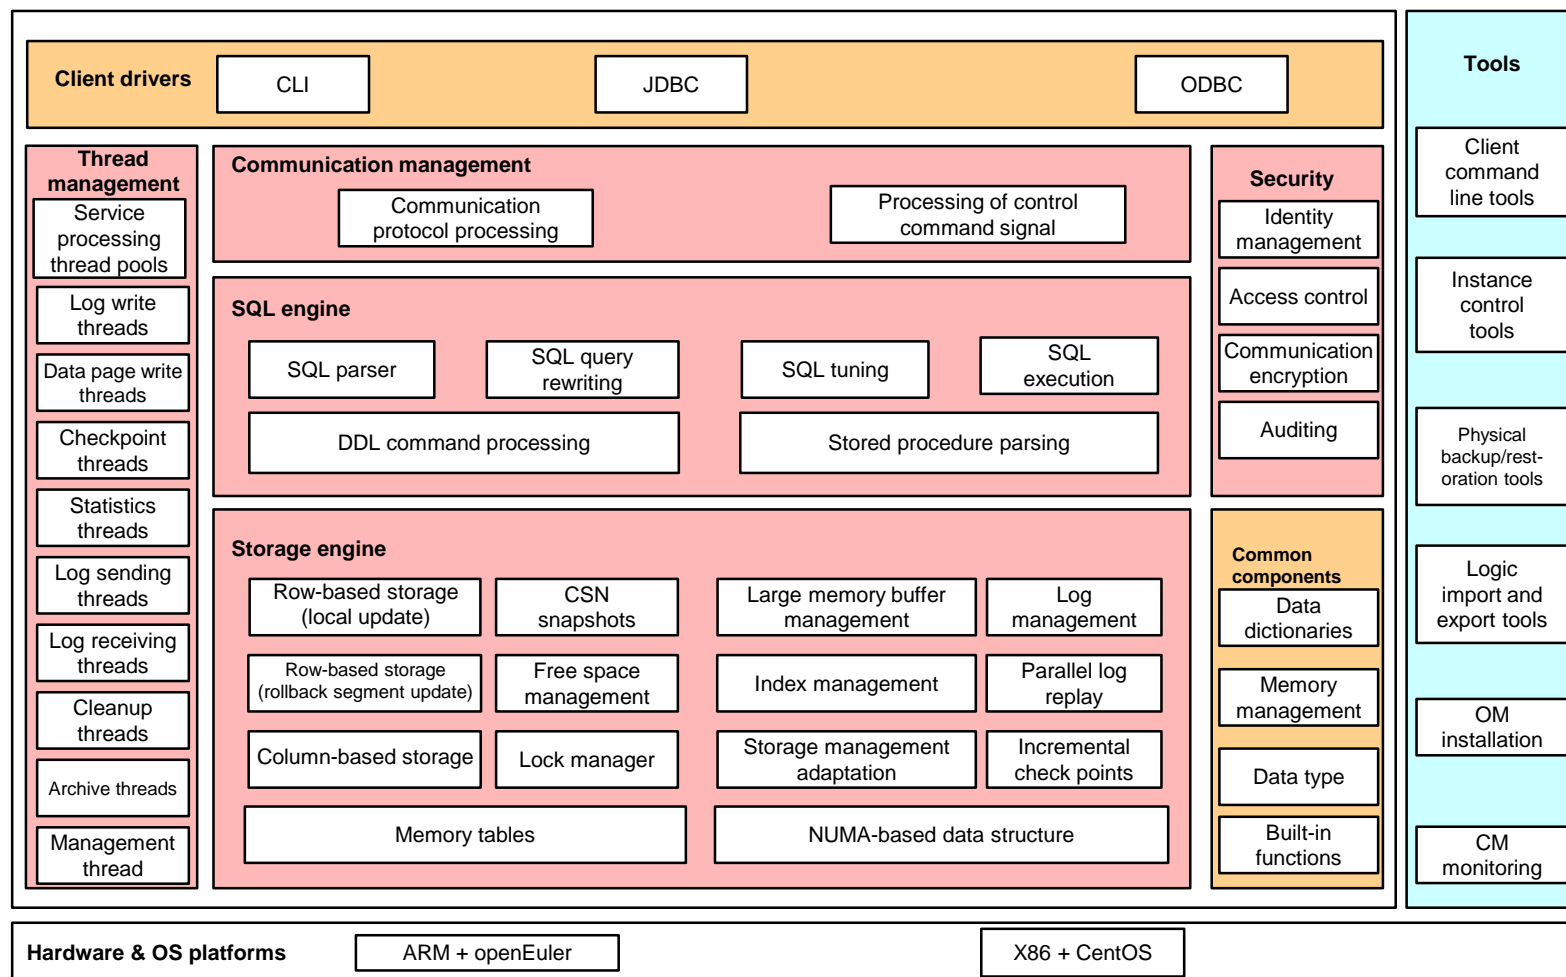 Client drivers
CLI
JDBC
ODBC
Thread
management
Service
processing
thread pools
Log write
threads
Data page write
threads
Checkpoint
threads
Statistics
threads
Log sending
threads
Log receiving
threads
Cleanup
threads
Archive threads
Management
thread
Communication management
Communication
protocol processing
Processing of control
command signal
SQL engine
SQL parser
SQL query
rewriting
SQL tuning
SQL
execution
DDL command processing
Stored procedure parsing
Storage engine
Row-based storage
(local update)
CSN
snapshots
Large memory buffer
management
Log
management
Row-based storage
(rollback segment update)
Free space
management
Index management
Parallel log
replay
Column-based storage
Lock manager
Storage management
adaptation
Incremental
check points
Memory tables
NUMA-based data structure
Security
Identity
management
Access control
Communication
encryption
Auditing
Common
components
Data
dictionaries
Memory
management
Data type
Built-in
functions
Tools
Client
command
line tools
Instance
control
tools
Physical
backup/rest-
oration tools
Logic
import and
export tools
OM
installation
CM
monitoring
Hardware & OS platforms
ARM + openEuler
X86 + CentOS